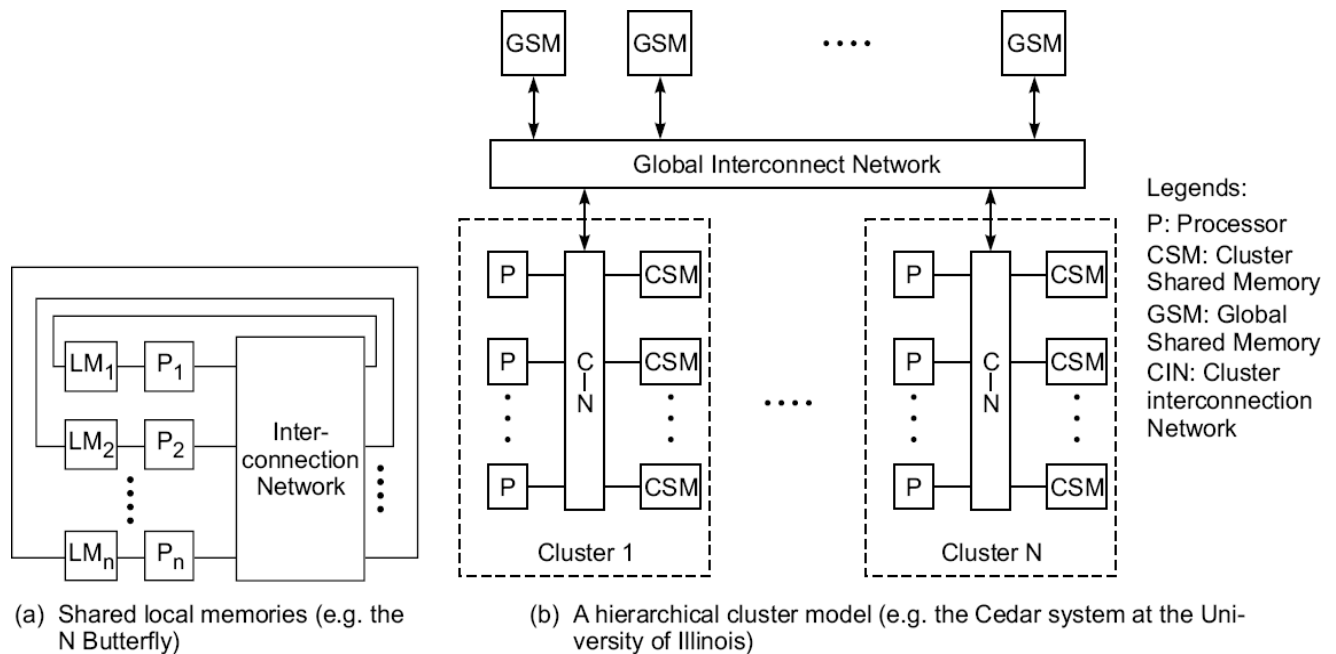 GSM GSM .... GSM
Global Interconnect Network
Legends:
P: Processor
CSM: Cluster
Shared Memory
GSM: Global
Shared Memory
CIN: Cluster
interconnection
Network
P CSM
P CSM
P CSM
C
I
N
Cluster 1
....
P CSM
P CSM
P CSM
C
I
N
Cluster N
LM1 P1
LM2 P2
LMn Pn
Inter-
connection
Network
(a) Shared local memories (e.g. the
N Butterfly)
(b) A hierarchical cluster model (e.g. the Cedar system at the Uni-
versity of Illinois)